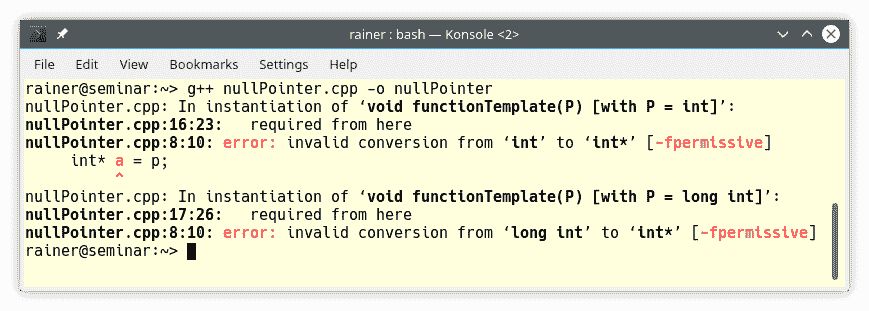 rainer : bash — Konsole <2>
File Edit View Bookmarks Settings Help
rainer@seminar:~> g++ nullPointer.cpp -o nullPointer
nullPointer.cpp: In instantiation of ‘void functionTemplate(P) [with P = int]’:
nullPointer.cpp:16:23:   required from here
nullPointer.cpp:8:10: error: invalid conversion from ‘int’ to ‘int*’ [-fpermissive]
     int* a = p;
          ^
nullPointer.cpp: In instantiation of ‘void functionTemplate(P) [with P = long int]’:
nullPointer.cpp:17:26:   required from here
nullPointer.cpp:8:10: error: invalid conversion from ‘long int’ to ‘int*’ [-fpermissive]
rainer@seminar:~>